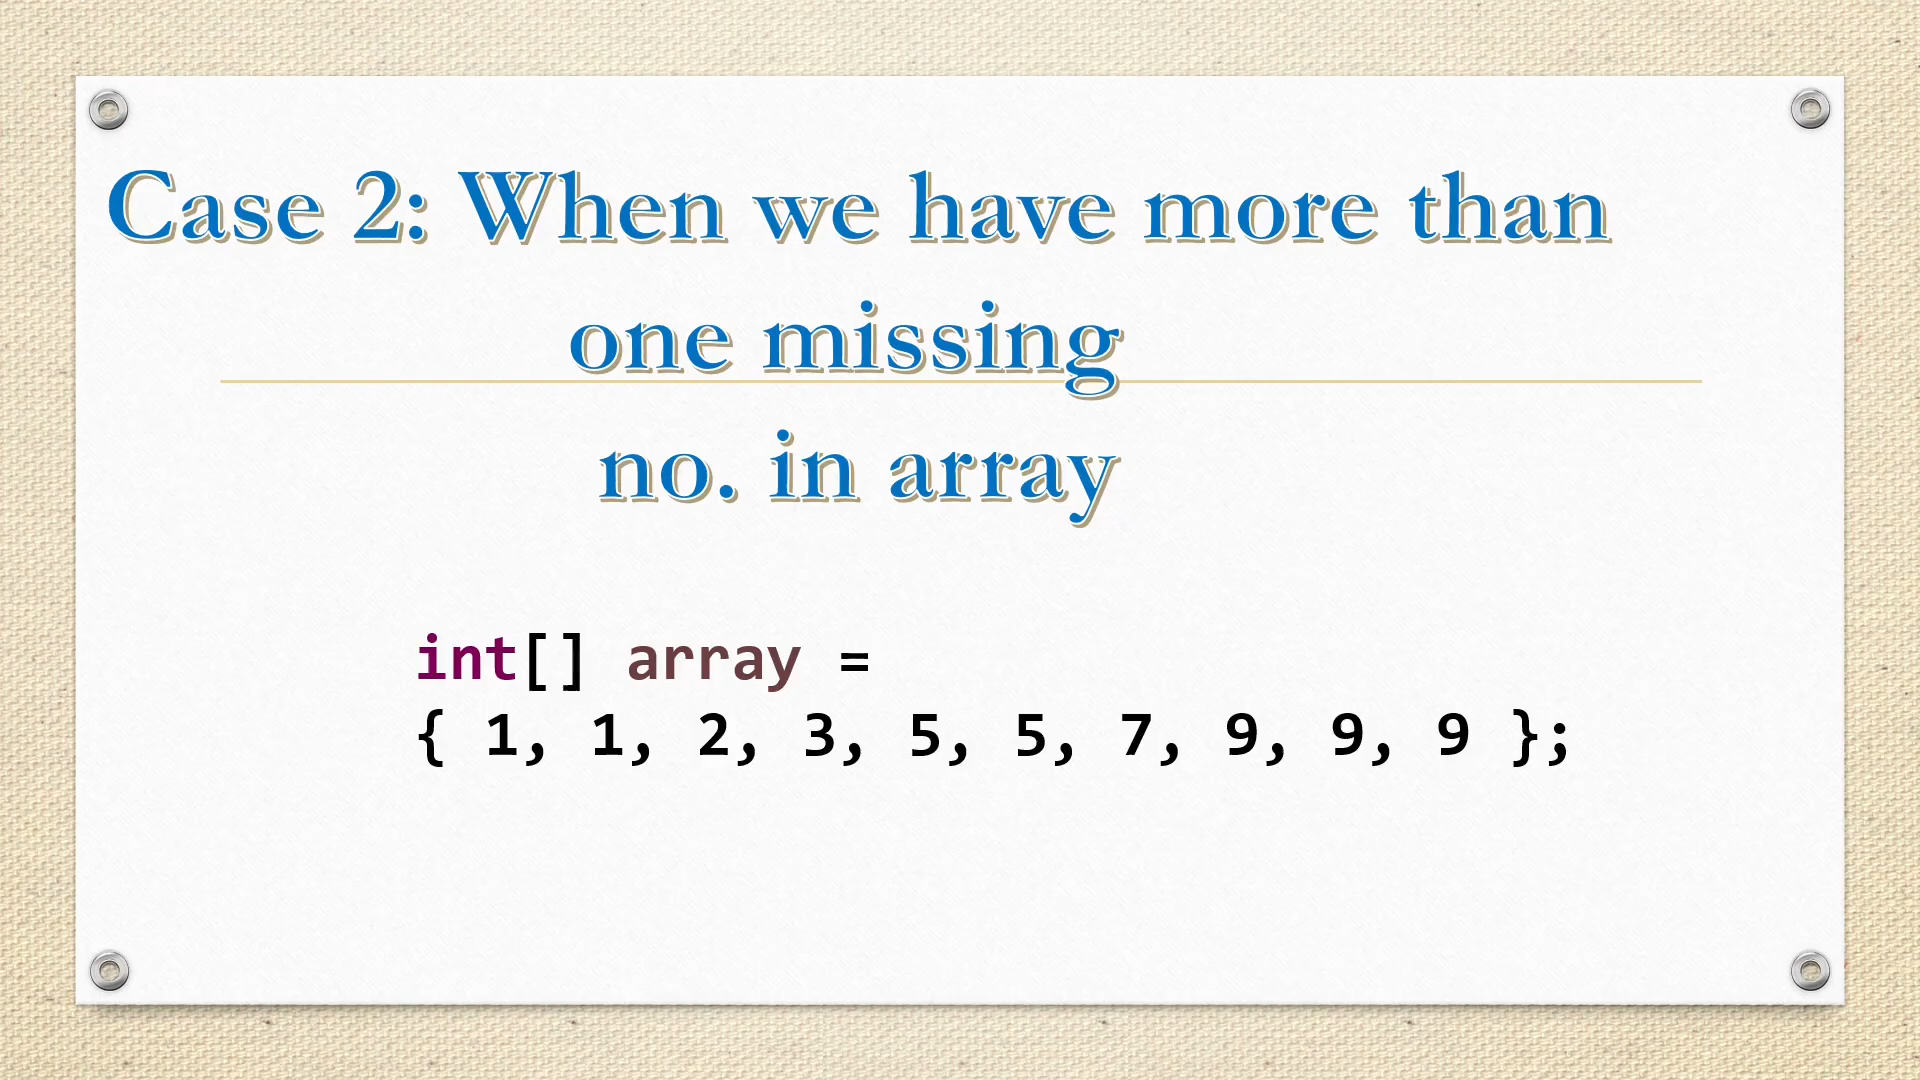 Case 2: When we have more than
one missing
no. in array
int[] array =
{ 1, 1, 2, 3, 5, 5, 7, 9, 9, 9 };